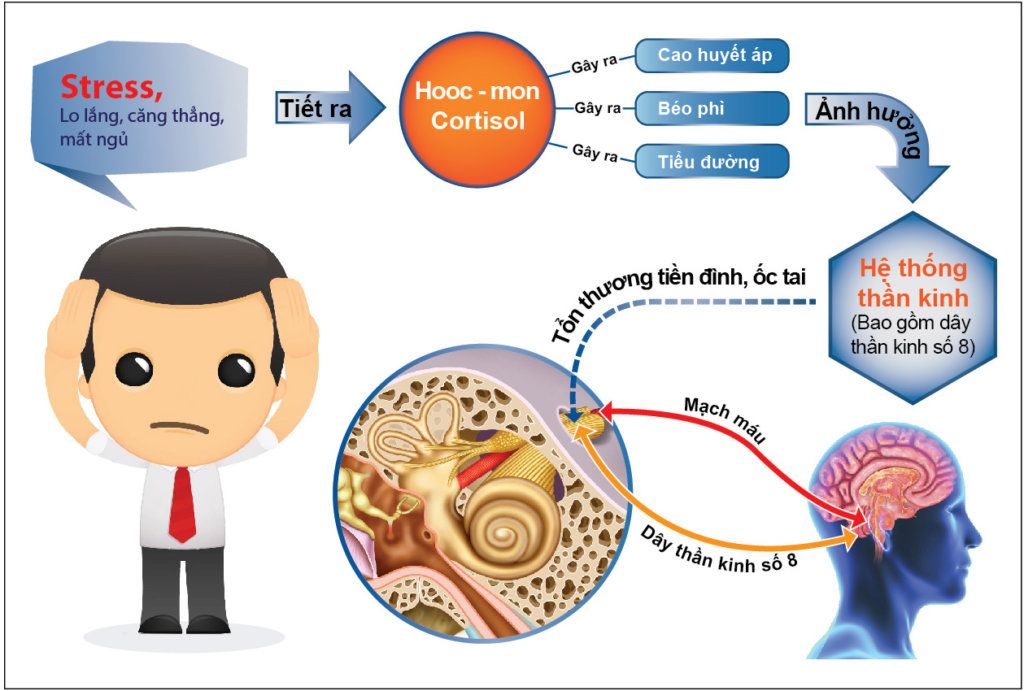 Stress,
Lo lắng, căng thẳng,
mất ngủ
Tiết ra
Hooc - mon
Cortisol
Gây ra
Cao huyết áp
Gây ra
Béo phì
Gây ra
Tiểu đường
Ảnh hưởng
Hệ thống
thần kinh
(Bao gồm dây
thần kinh số 8)
Tổn thương tiền đình, ốc tai
Mạch máu
Dây thần kinh số 8